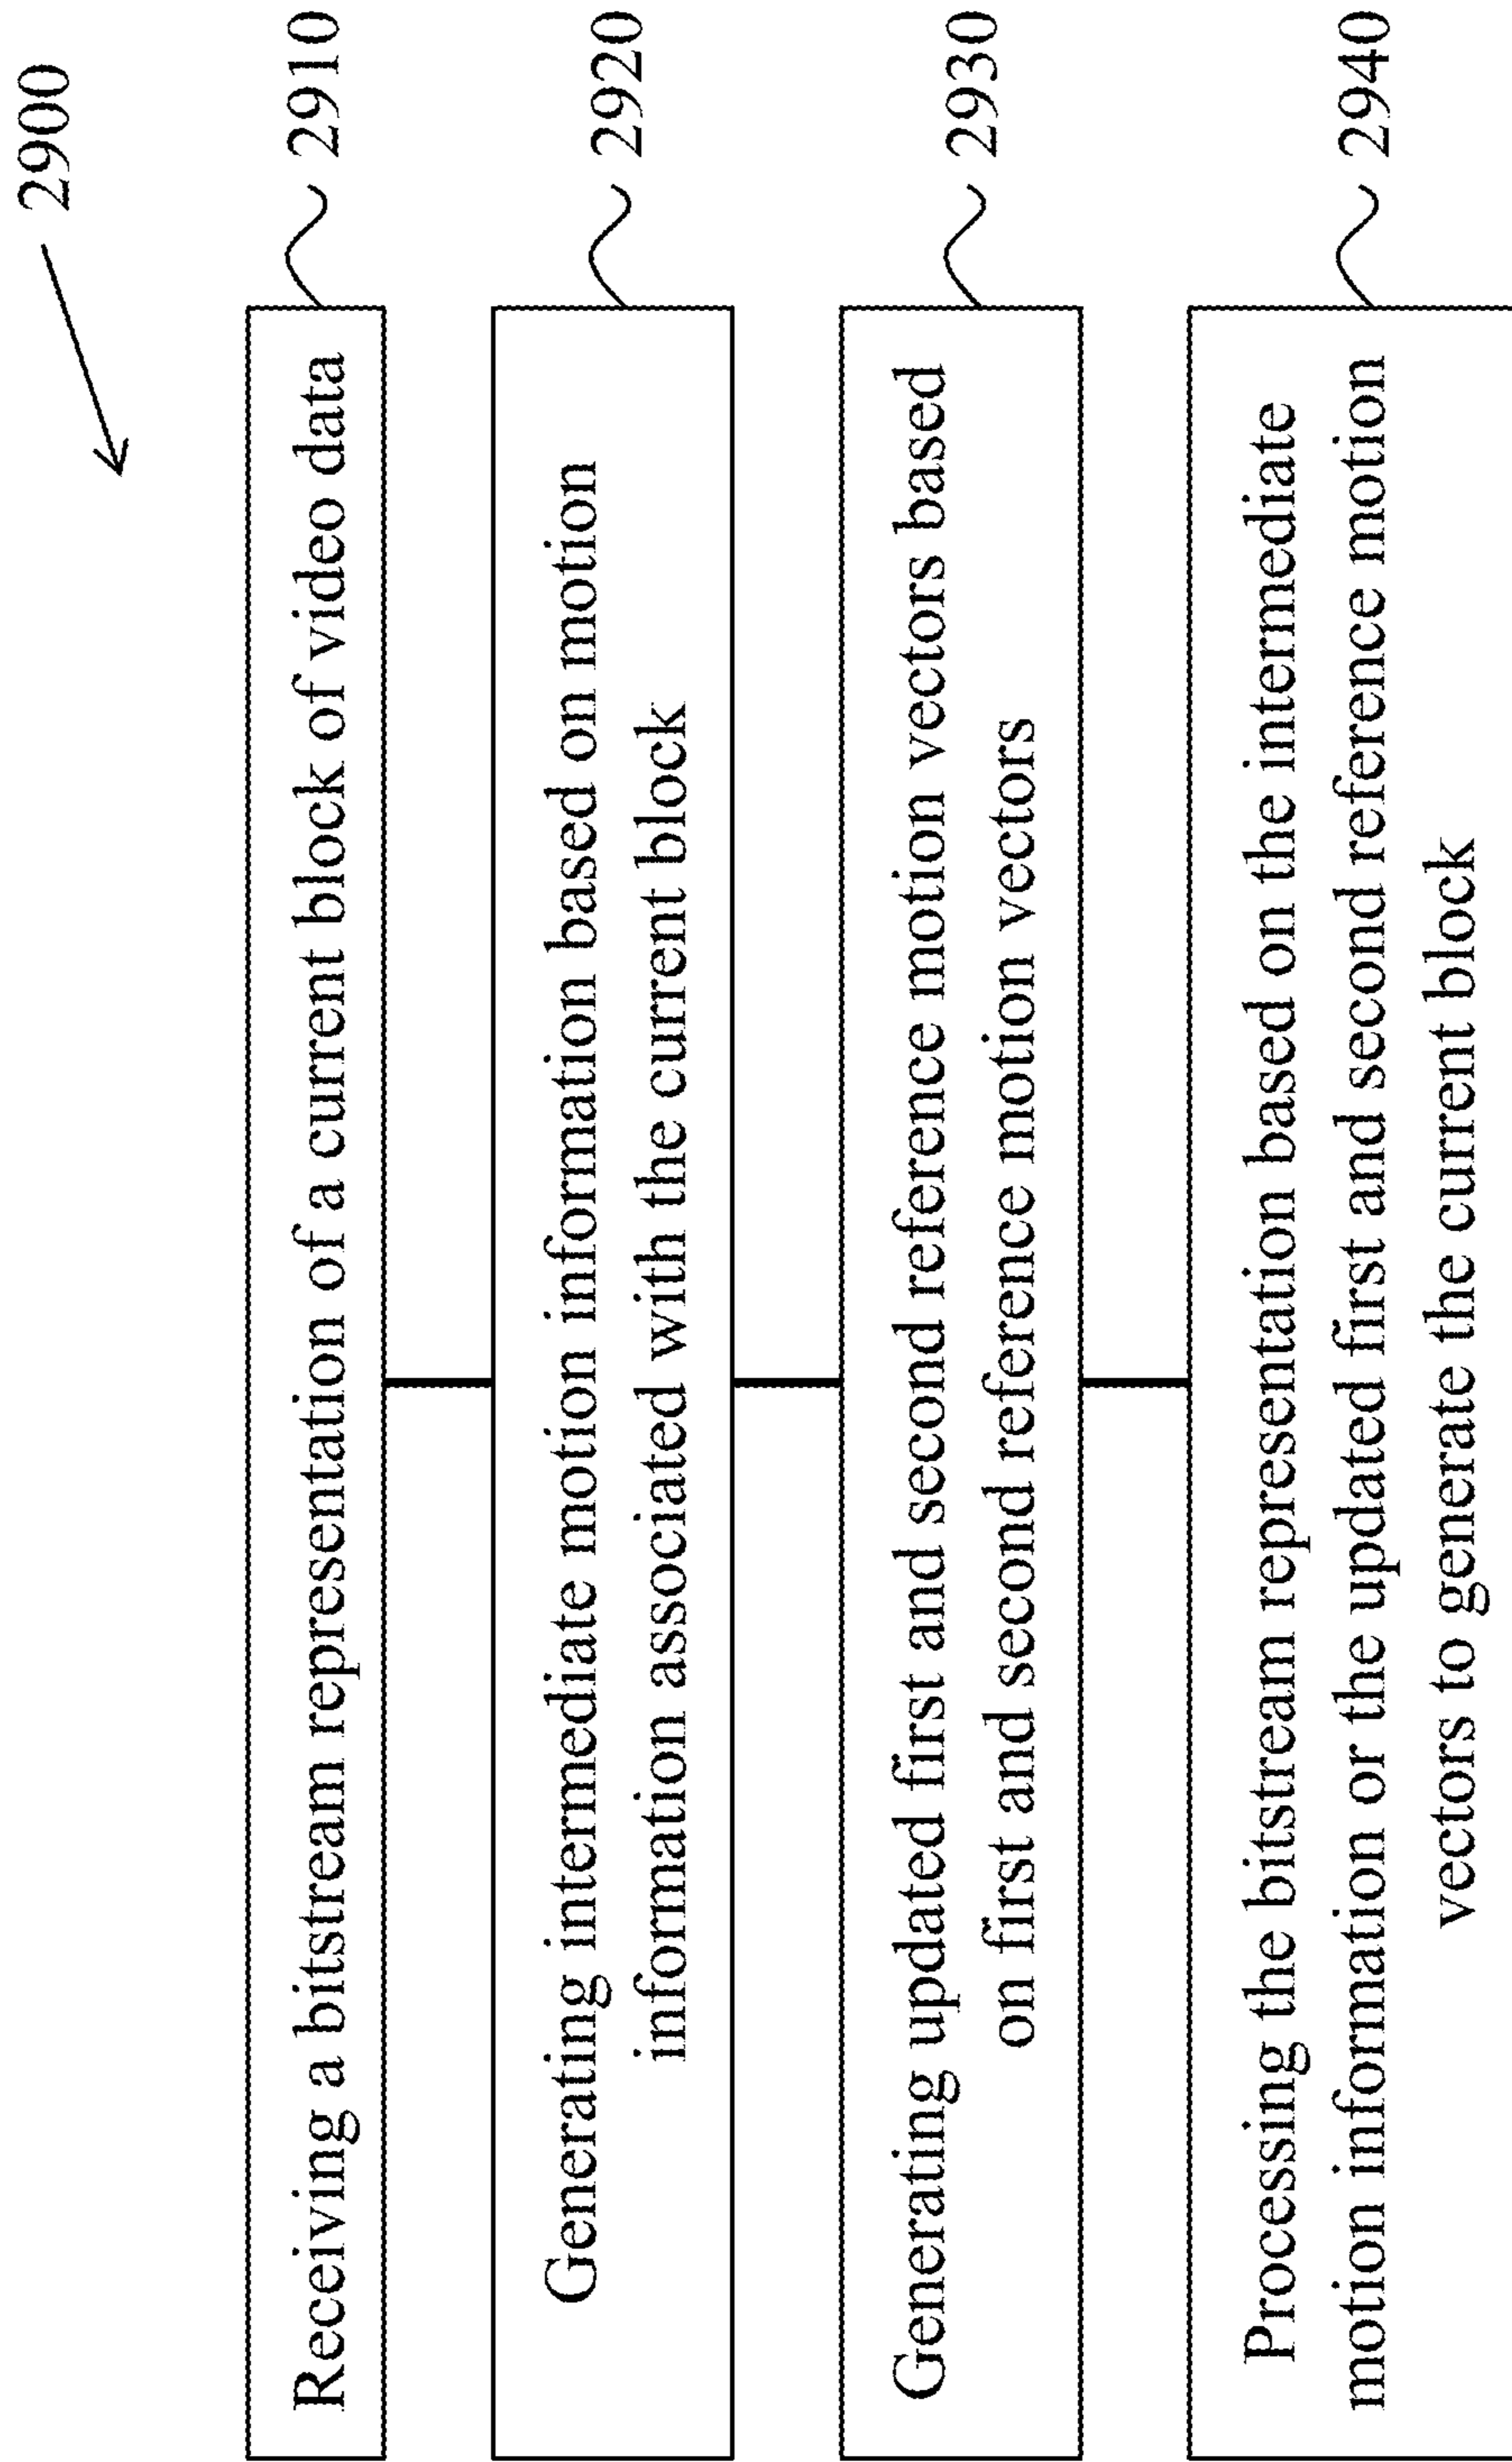 2900
Receiving a bitstream representation of a current block of video data
2910
Generating intermediate motion information based on motion
information associated with the current block
2920
Generating updated first and second reference motion vectors based
on first and second reference motion vectors
2930
Processing the bitstream representation based on the intermediate
motion information or the updated first and second reference motion
vectors to generate the current block
2940